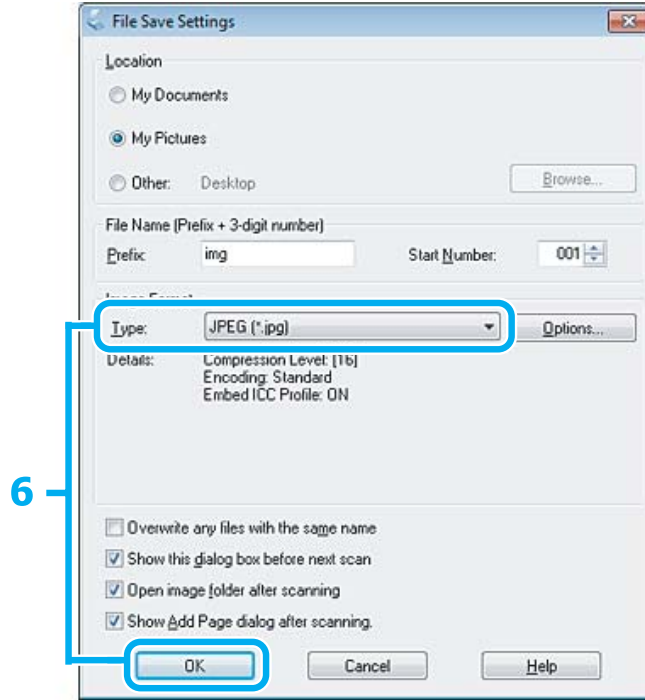 File Save Settings
Location
My Documents
My Pictures
Other: Desktop Browse...
File Name (Prefix + 3-digit number)
Prefix: img Start Number: 001
Image Format
Type: JPEG (*.jpg) Options...
Details: Compression Level: [16]
Encoding: Standard
Embed ICC Profile: ON
6
Overwrite any files with the same name
Show this dialog box before next scan
Open image folder after scanning
Show Add Page dialog after scanning.
OK Cancel Help